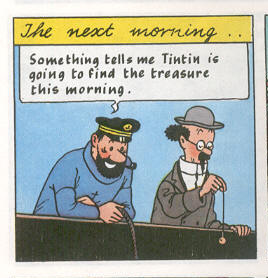 The next morning . .
Something tells me Tintin is
going to find the treasure
this morning.